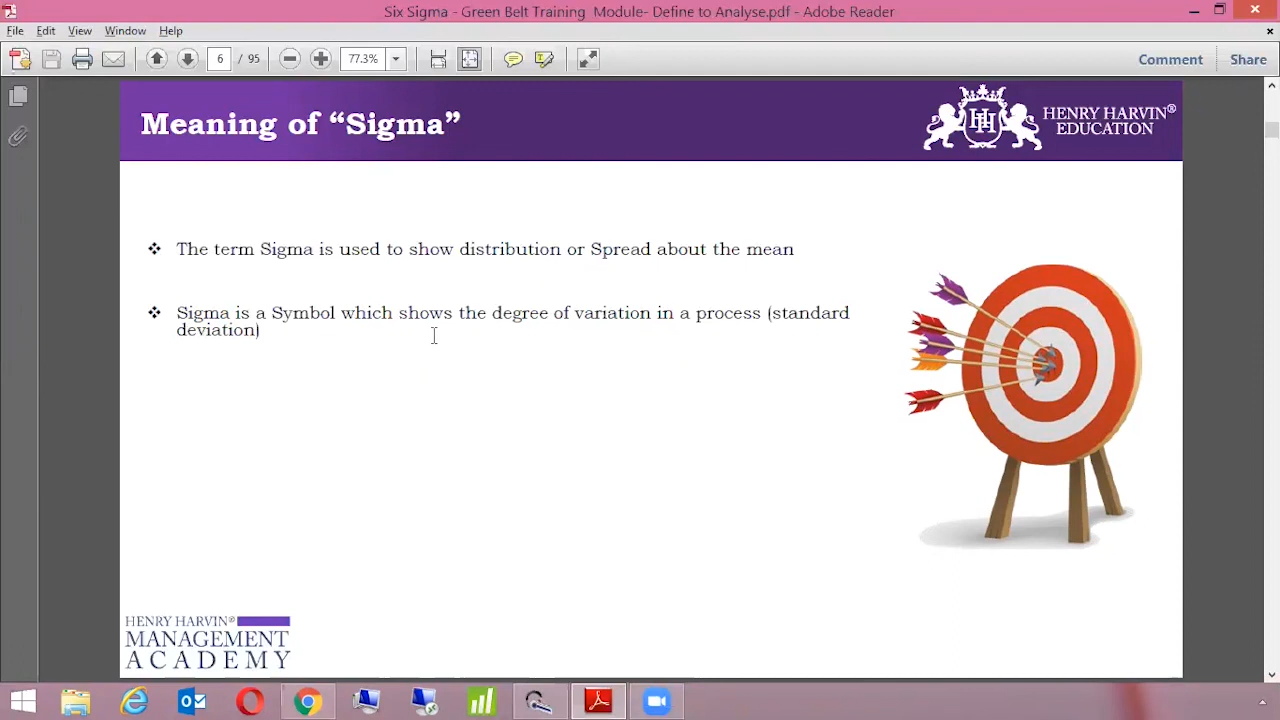 Six Sigma - Green Belt Training Module- Define to Analyse.pdf - Adobe Reader
File Edit View Window Help
6 / 95 77.3% Comment Share
Meaning of “Sigma”
HENRY HARVIN®
EDUCATION
HH
❖ The term Sigma is used to show distribution or Spread about the mean
❖ Sigma is a Symbol which shows the degree of variation in a process (standard
deviation)
HENRY HARVIN®
MANAGEMENT
ACADEMY